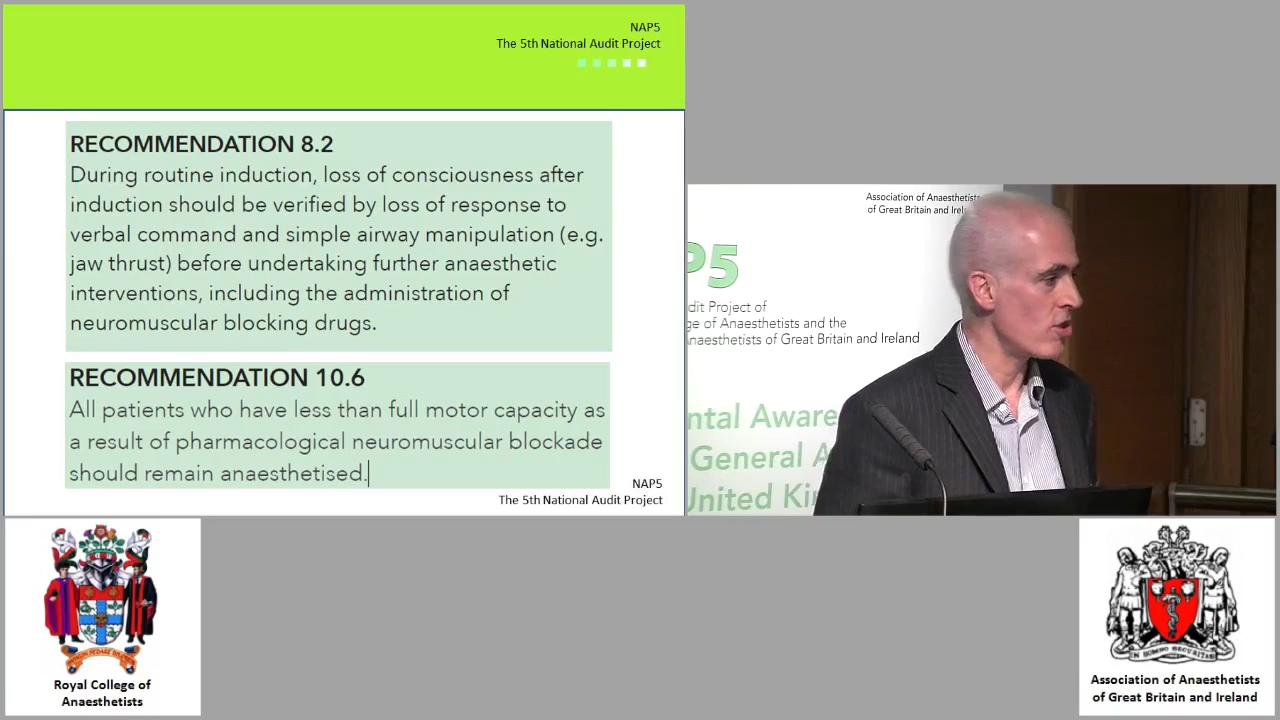 NAP5
The 5th National Audit Project
RECOMMENDATION 8.2
During routine induction, loss of consciousness after
induction should be verified by loss of response to
verbal command and simple airway manipulation (e.g.
jaw thrust) before undertaking further anaesthetic
interventions, including the administration of
neuromuscular blocking drugs.
RECOMMENDATION 10.6
All patients who have less than full motor capacity as
a result of pharmacological neuromuscular blockade
should remain anaesthetised.
NAP5
The 5th National Audit Project
Association of Anaesthetists
of Great Britain and Irel
P5
dit Project of
ge of Anaesthetists and the
Anaesthetists of Great Britain and Ireland
ntal Aware
General A
United Ki
Royal College of
Anaesthetists
Association of Anaesthetists
of Great Britain and Ireland